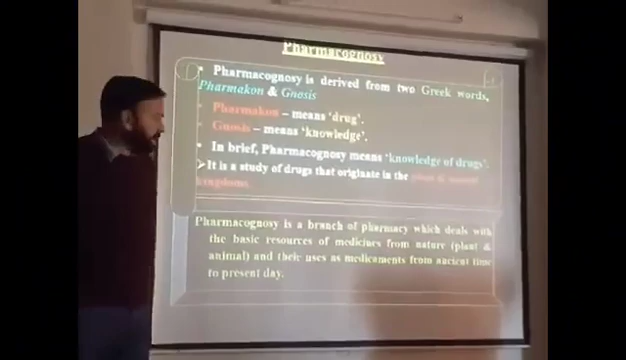 Pharmacognosy
• Pharmacognosy is derived from two Greek words,
Pharmakon & Gnosis
Pharmakon – means 'drug'.
Gnosis – means 'knowledge'.
• In brief, Pharmacognosy means 'knowledge of drugs'.
➢It is a study of drugs that originate in the plant & animal
kingdoms.
Pharmacognosy is a branch of pharmacy which deals with
the basic resources of medicines from nature (plant &
animal) and their uses as medicaments from ancient time
to present day.